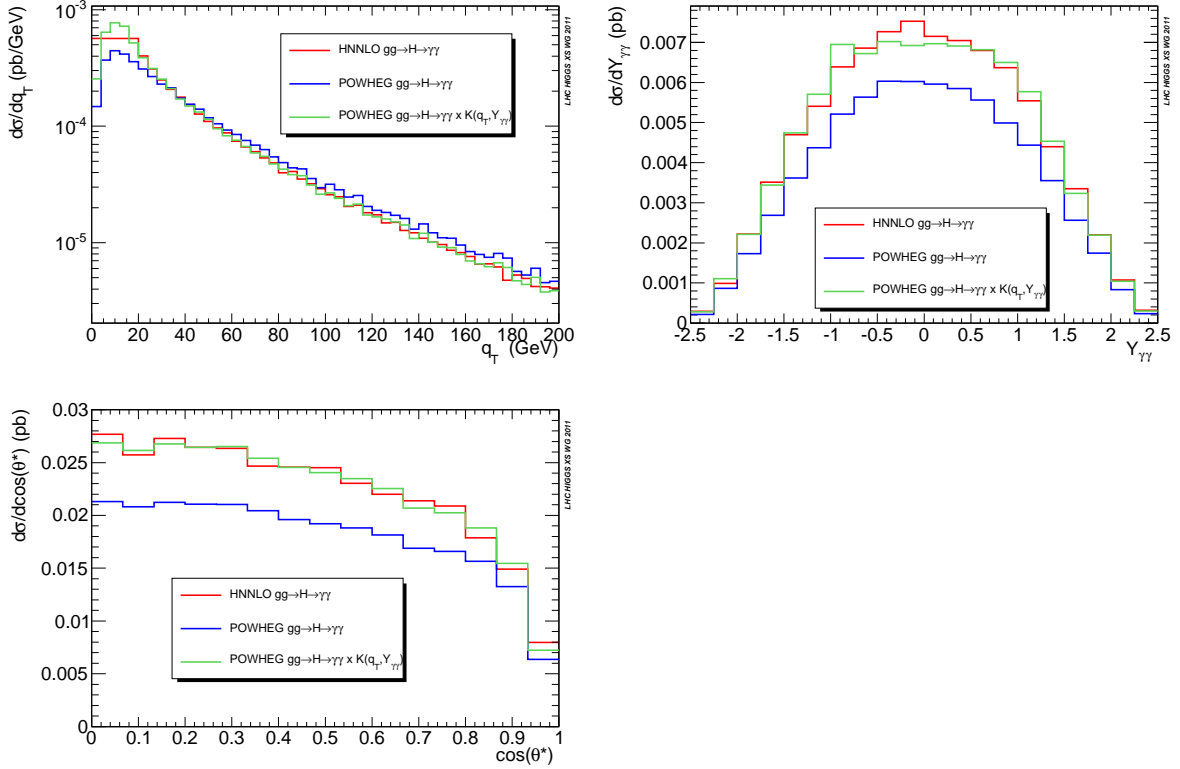 dσ/dq_T (pb/GeV)
10⁻³
10⁻⁴
10⁻⁵
HNNLO gg→H→γγ
POWHEG gg→H→γγ
POWHEG gg→H→γγ x K(q_T,Y_γγ)
0 20 40 60 80 100 120 140 160 180 200
q_T (GeV)
LHC HIGGS XS WG 2011
dσ/dY_γγ (pb)
0.007
0.006
0.005
0.004
0.003
0.002
0.001
0
HNNLO gg→H→γγ
POWHEG gg→H→γγ
POWHEG gg→H→γγ x K(q_T,Y_γγ)
-2.5 -2 -1.5 -1 -0.5 0 0.5 1 1.5 2 2.5
Y_γγ
LHC HIGGS XS WG 2011
dσ/dcos(θ*) (pb)
0.03
0.025
0.02
0.015
0.01
0.005
0
HNNLO gg→H→γγ
POWHEG gg→H→γγ
POWHEG gg→H→γγ x K(q_T,Y_γγ)
0 0.1 0.2 0.3 0.4 0.5 0.6 0.7 0.8 0.9 1
cos(θ*)
LHC HIGGS XS WG 2011